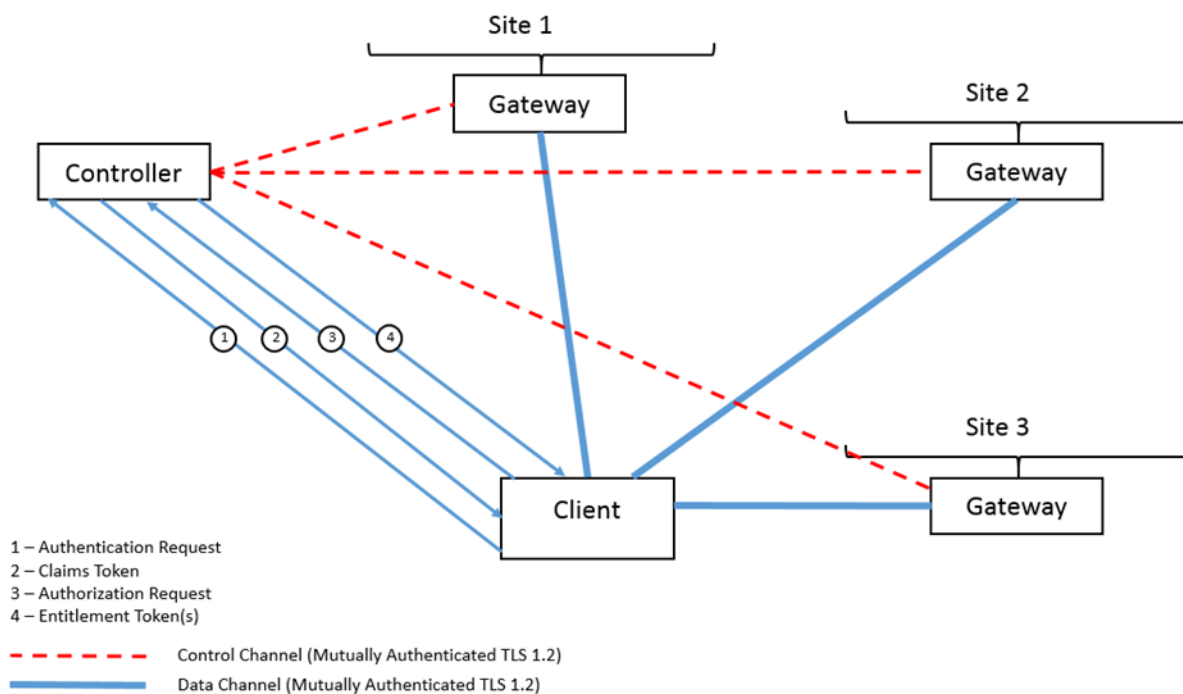 Site 1
Gateway
Site 2
Controller
Gateway
1
2
3
4
Site 3
Client
Gateway
1 – Authentication Request
2 – Claims Token
3 – Authorization Request
4 – Entitlement Token(s)
Control Channel (Mutually Authenticated TLS 1.2)
Data Channel (Mutually Authenticated TLS 1.2)